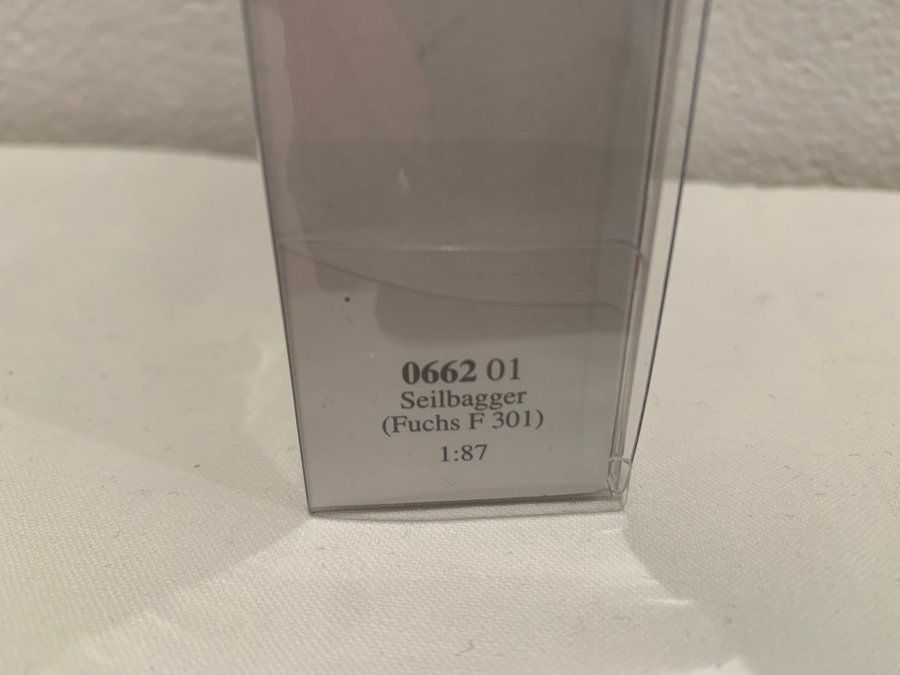 0662 01
Seilbagger
(Fuchs F 301)
1:87